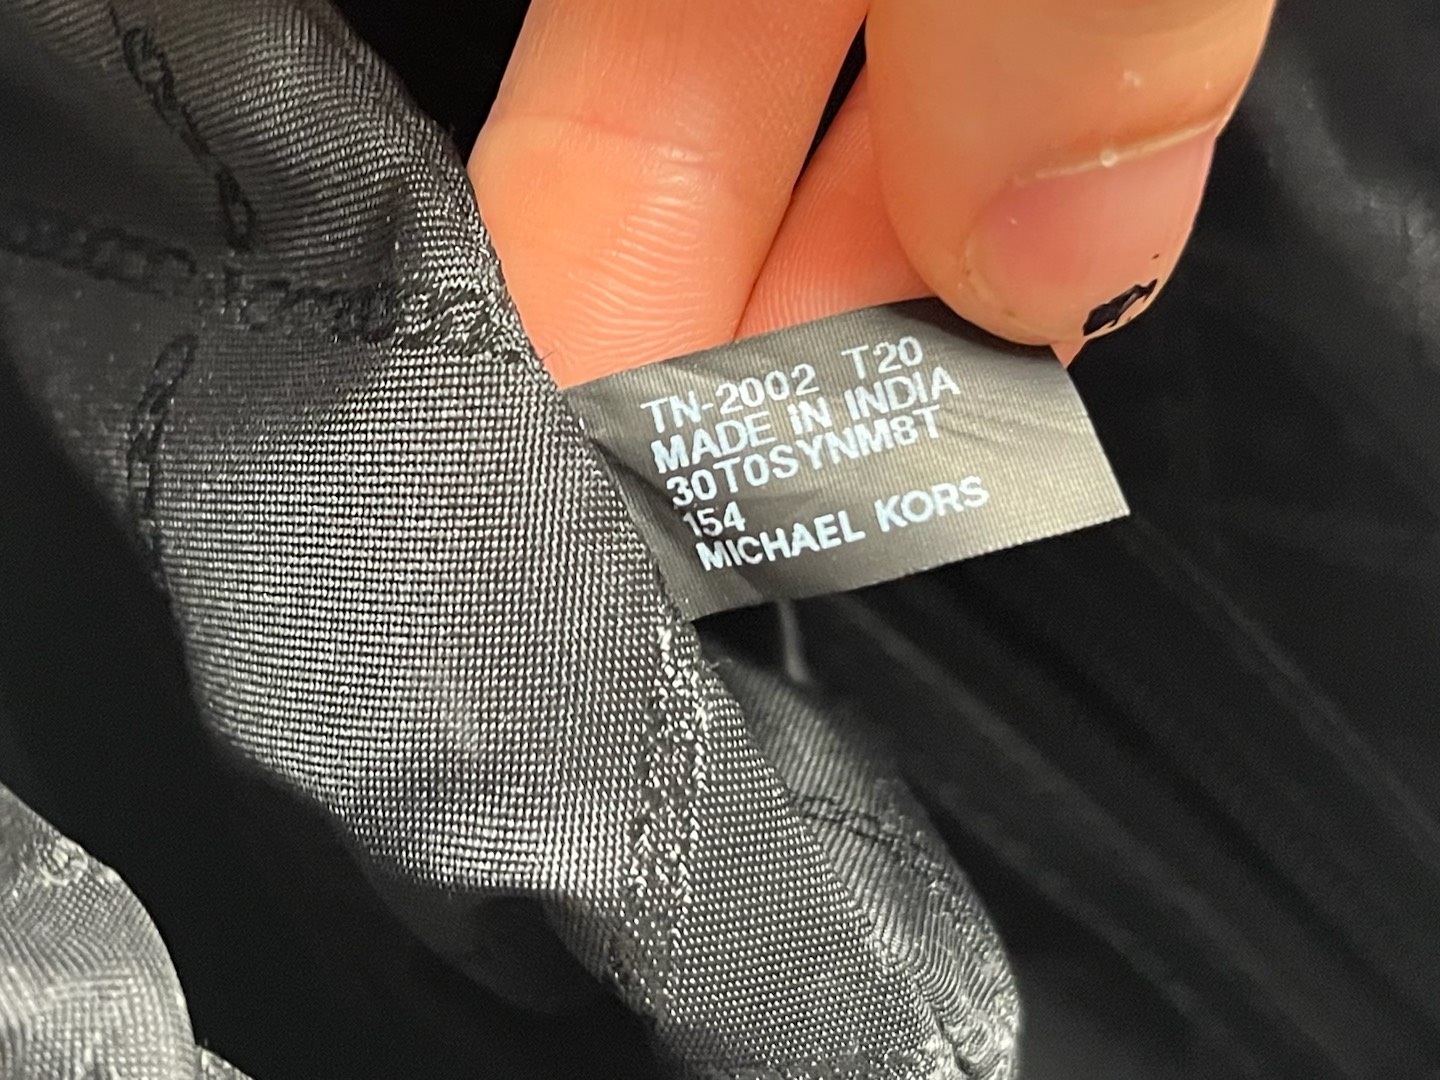 TN-2002 T20
MADE IN INDIA
30T0SYNM8T
154
MICHAEL KORS